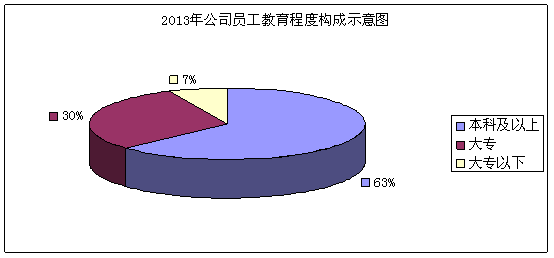 2013年公司员工教育程度构成示意图
7%
30%
63%
本科及以上
大专
大专以下